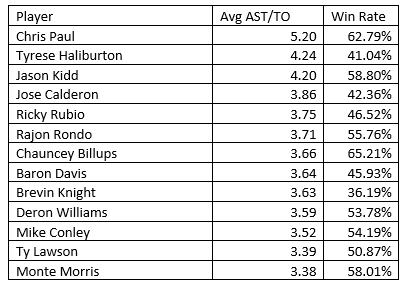 Player Avg AST/TO Win Rate
Chris Paul 5.20 62.79%
Tyrese Haliburton 4.24 41.04%
Jason Kidd 4.20 58.80%
Jose Calderon 3.86 42.36%
Ricky Rubio 3.75 46.52%
Rajon Rondo 3.71 55.76%
Chauncey Billups 3.66 65.21%
Baron Davis 3.64 45.93%
Brevin Knight 3.63 36.19%
Deron Williams 3.59 53.78%
Mike Conley 3.52 54.19%
Ty Lawson 3.39 50.87%
Monte Morris 3.38 58.01%